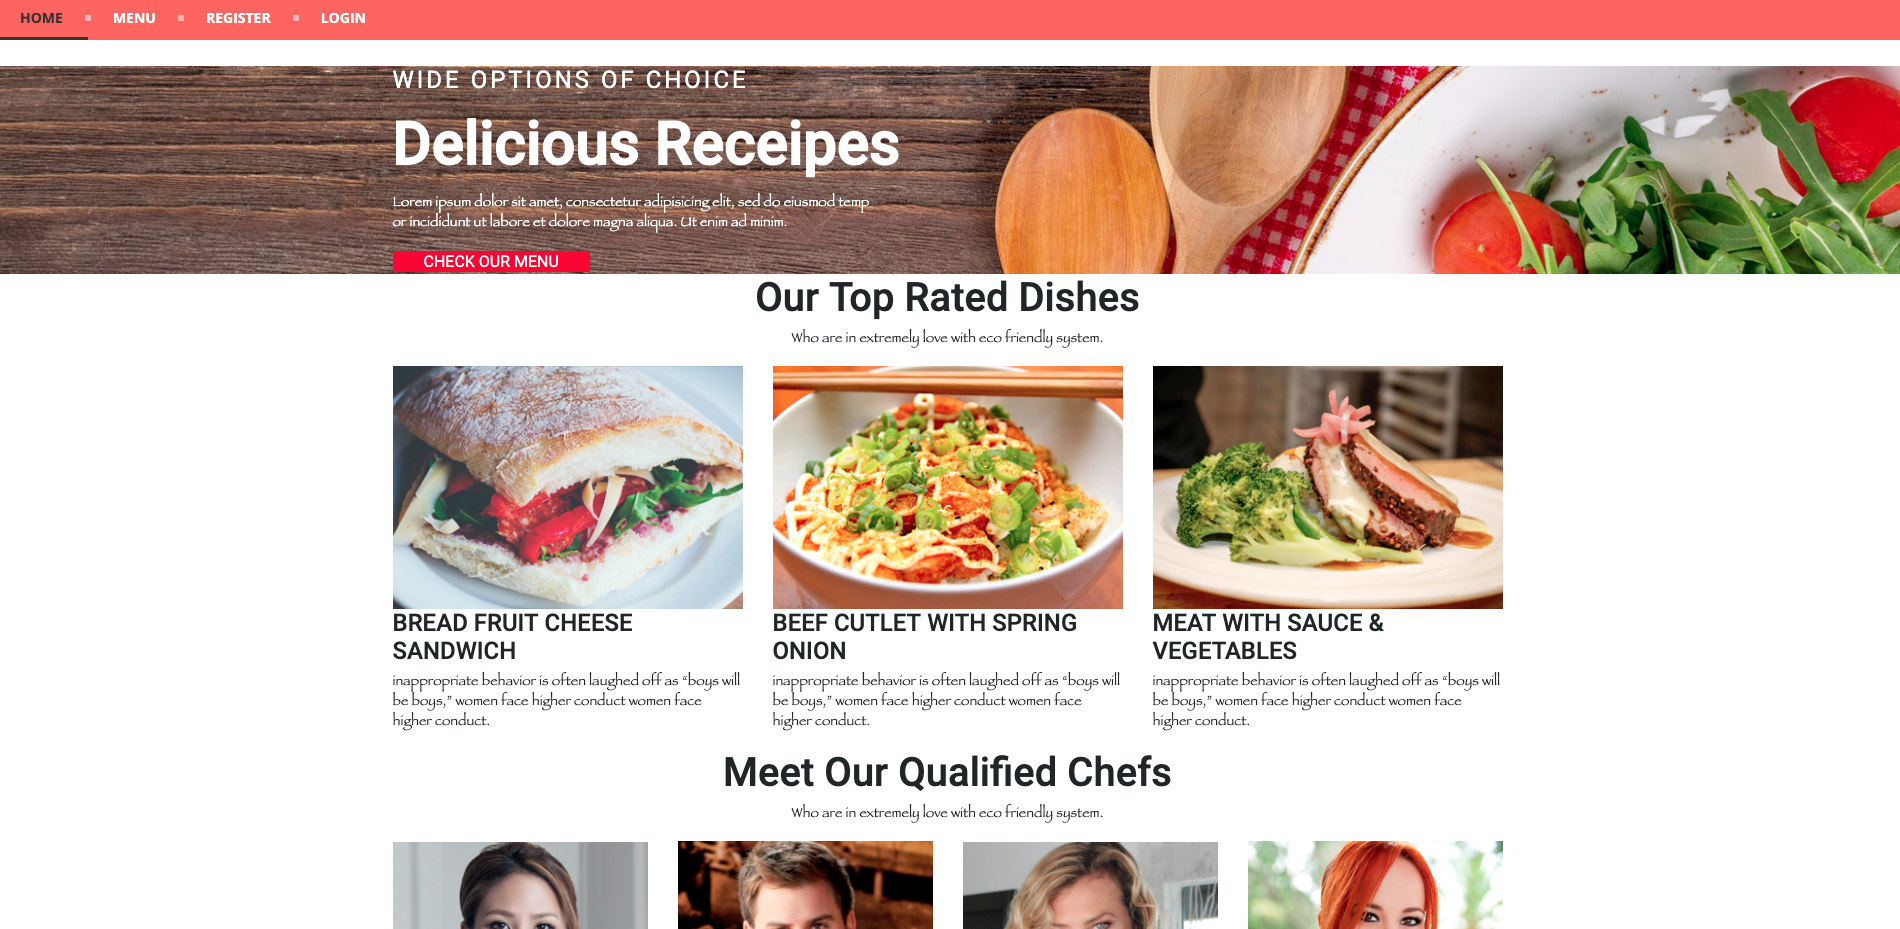 HOME MENU REGISTER LOGIN
WIDE OPTIONS OF CHOICE
Delicious Receipes
Lorem ipsum dolor sit amet, consectetur adipisicing elit, sed do eiusmod temp
or incididunt ut labore et dolore magna aliqua. Ut enim ad minim.
CHECK OUR MENU
Our Top Rated Dishes
Who are in extremely love with eco friendly system.
BREAD FRUIT CHEESE
SANDWICH
inappropriate behavior is often laughed off as “boys will
be boys,” women face higher conduct women face
higher conduct.
BEEF CUTLET WITH SPRING
ONION
inappropriate behavior is often laughed off as “boys will
be boys,” women face higher conduct women face
higher conduct.
MEAT WITH SAUCE &
VEGETABLES
inappropriate behavior is often laughed off as “boys will
be boys,” women face higher conduct women face
higher conduct.
Meet Our Qualified Chefs
Who are in extremely love with eco friendly system.